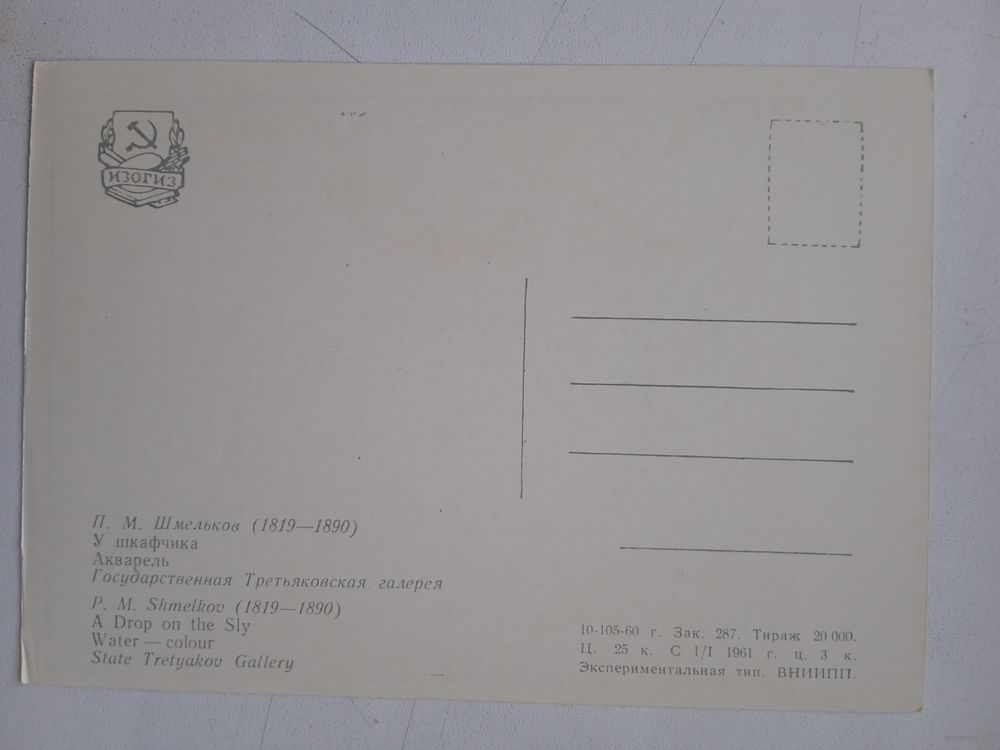 ИЗОГИЗ
П. М. Шмельков (1819—1890)
У шкафчика
Акварель
Государственная Третьяковская галерея
P. M. Shmelkov (1819—1890)
A Drop on the Sly
Water — colour
State Tretyakov Gallery
10-105-60 г. Зак. 287. Тираж 20 000.
Ц. 25 к. С 1/I 1961 г. ц. 3 к.
Экспериментальная тип. ВНИИПП.